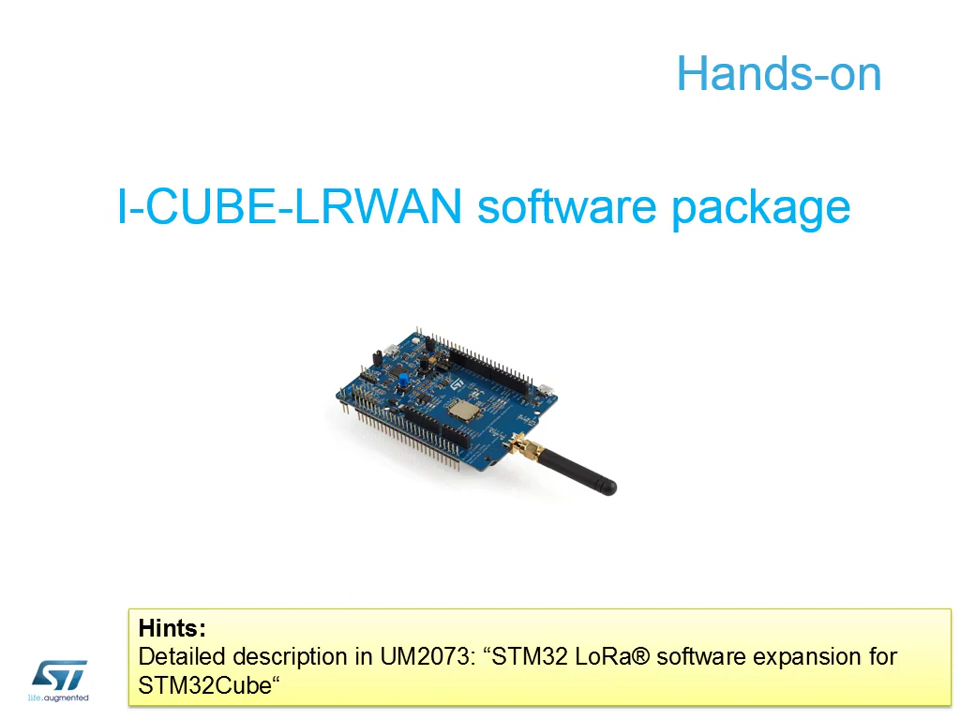 Hands-on
I-CUBE-LRWAN software package
Hints:
Detailed description in UM2073: “STM32 LoRa® software expansion for
STM32Cube“
ST
life.augmented